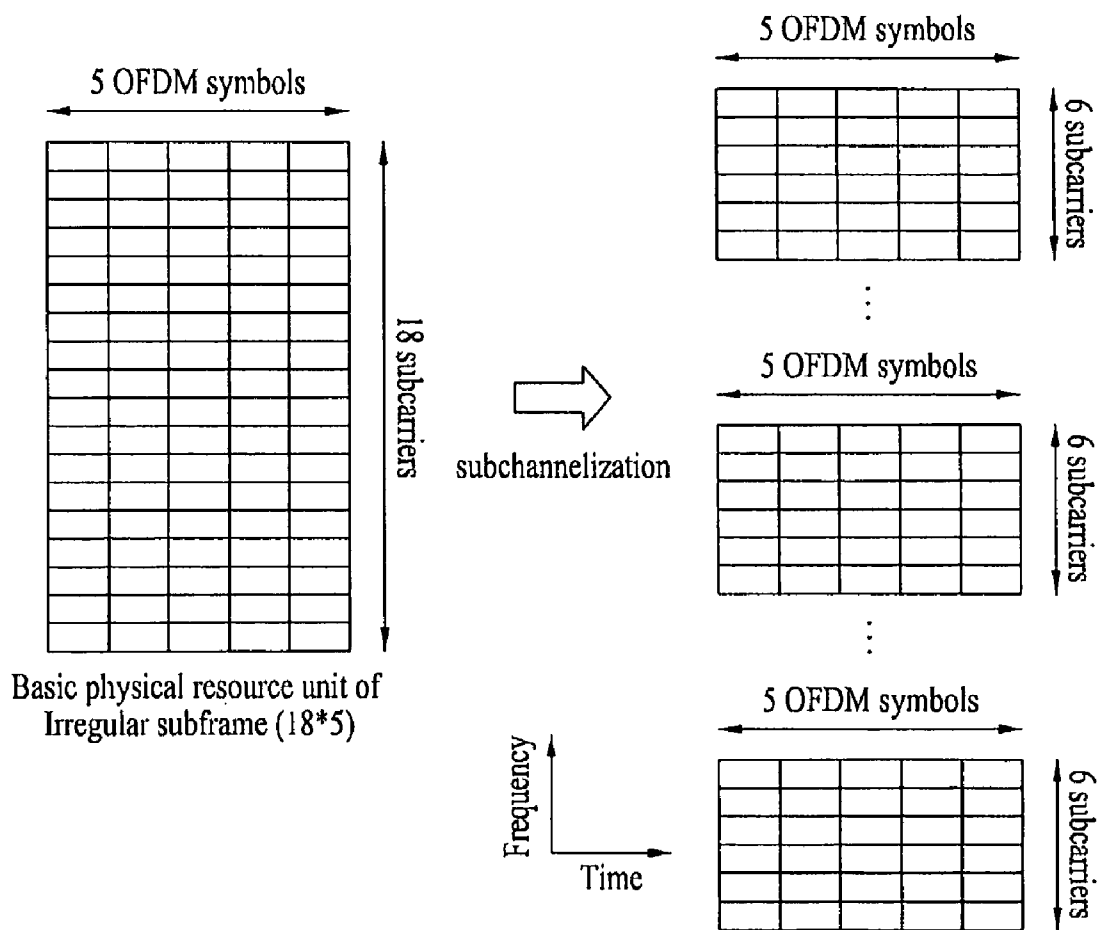 5 OFDM symbols
18 subcarriers
Basic physical resource unit of
Irregular subframe (18*5)
subchannelization
5 OFDM symbols
6 subcarriers
⋮
5 OFDM symbols
6 subcarriers
⋮
5 OFDM symbols
6 subcarriers
Frequency
Time